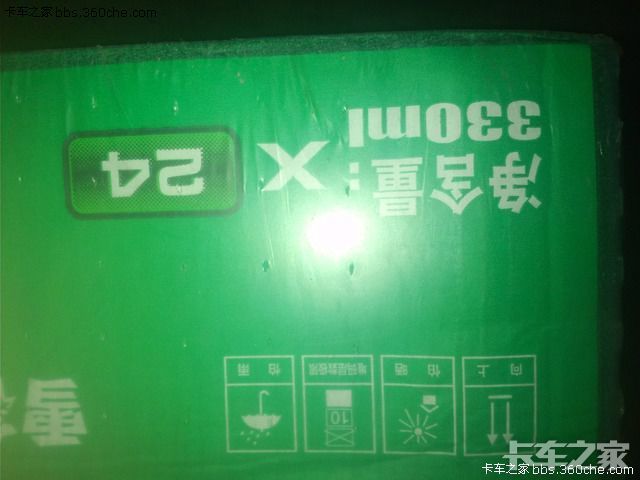 卡车之家 bbs.360che.com
净含量:
330ml
X 24
向上
怕晒
堆码层数极限
怕雨
10
雪
卡车之家
卡车之家 bbs.360che.com